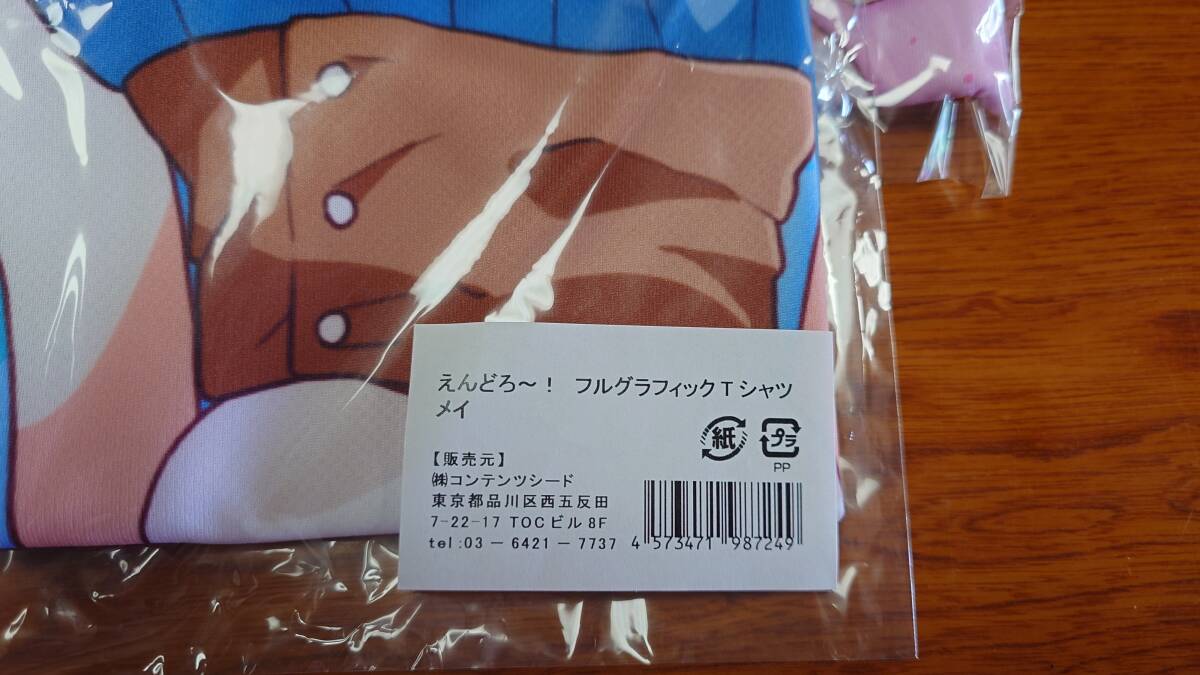 えんどろ～！ フルグラフィックTシャツ
メイ
紙
プラ
PP
【販売元】
㈱コンテンツシード
東京都品川区西五反田
7-22-17 TOCビル 8F
tel:03－6421－7737
4 573471 987249